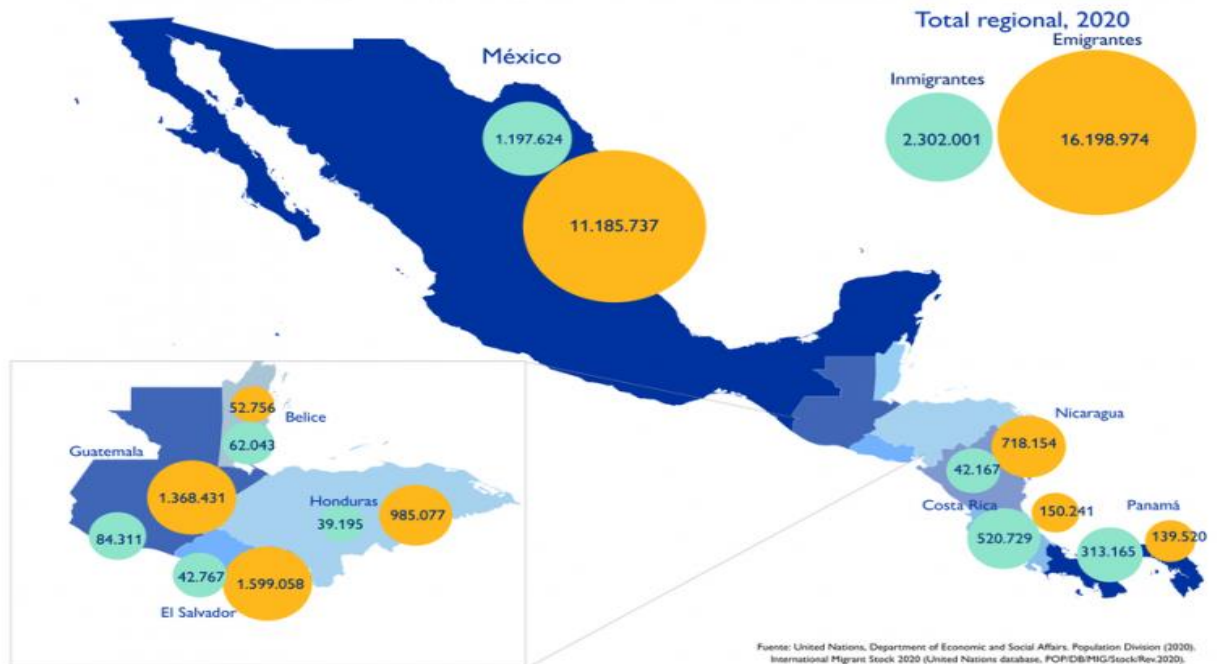 Total regional, 2020
Emigrantes
Inmigrantes
2.302.001
16.198.974
México
1.197.624
11.185.737
Nicaragua
718.154
42.167
Costa Rica
150.241
520.729
Panamá
139.520
313.165
52.756
Belice
62.043
Guatemala
1.368.431
84.311
Honduras
39.195
985.077
42.767
1.599.058
El Salvador
Fuente: United Nations, Department of Economic and Social Affairs. Population Division (2020).
International Migrant Stock 2020 (United Nations database, POP/DB/MIG/Stock/Rev.2020).